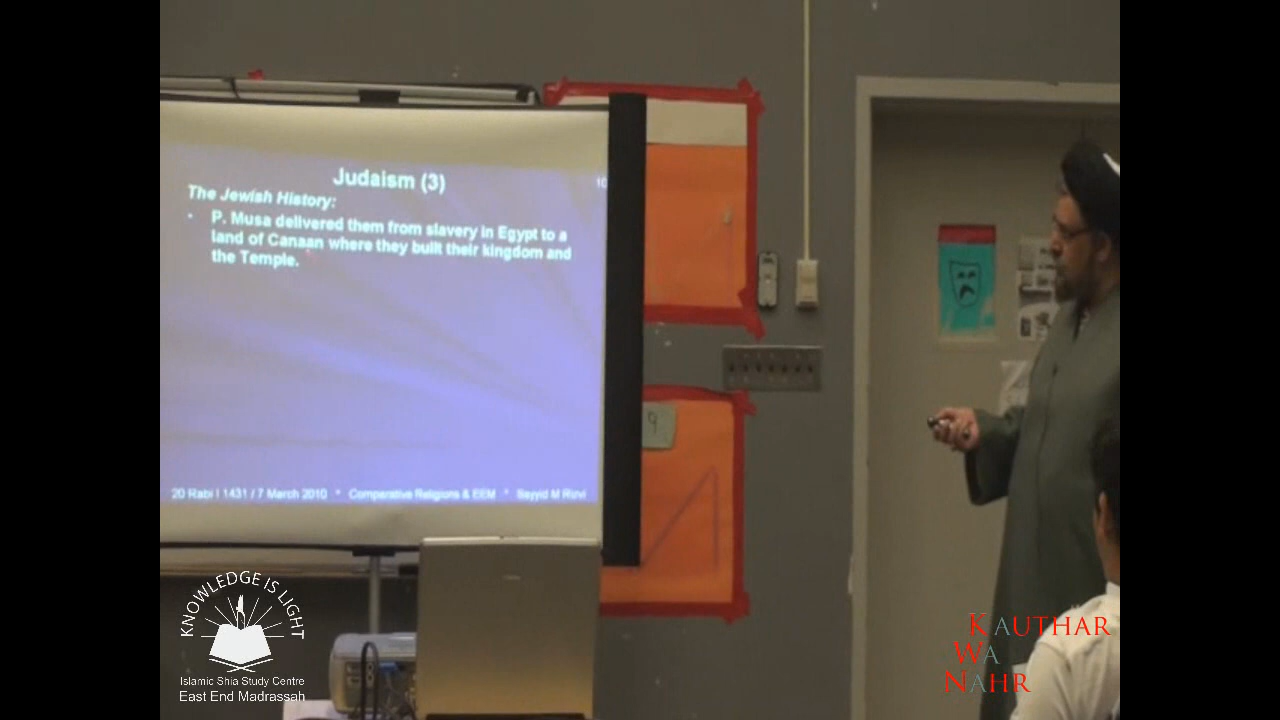 Judaism (3)
10
The Jewish History:
• P. Musa delivered them from slavery in Egypt to a
land of Canaan where they built their kingdom and
the Temple.
20 Rabi I 1431 / 7 March 2010 * Comparative Religions & EEM * Sayyid M Rizvi
9
KNOWLEDGE IS LIGHT
Islamic Shia Study Centre
East End Madrassah
KAUTHAR
WA
NAHR